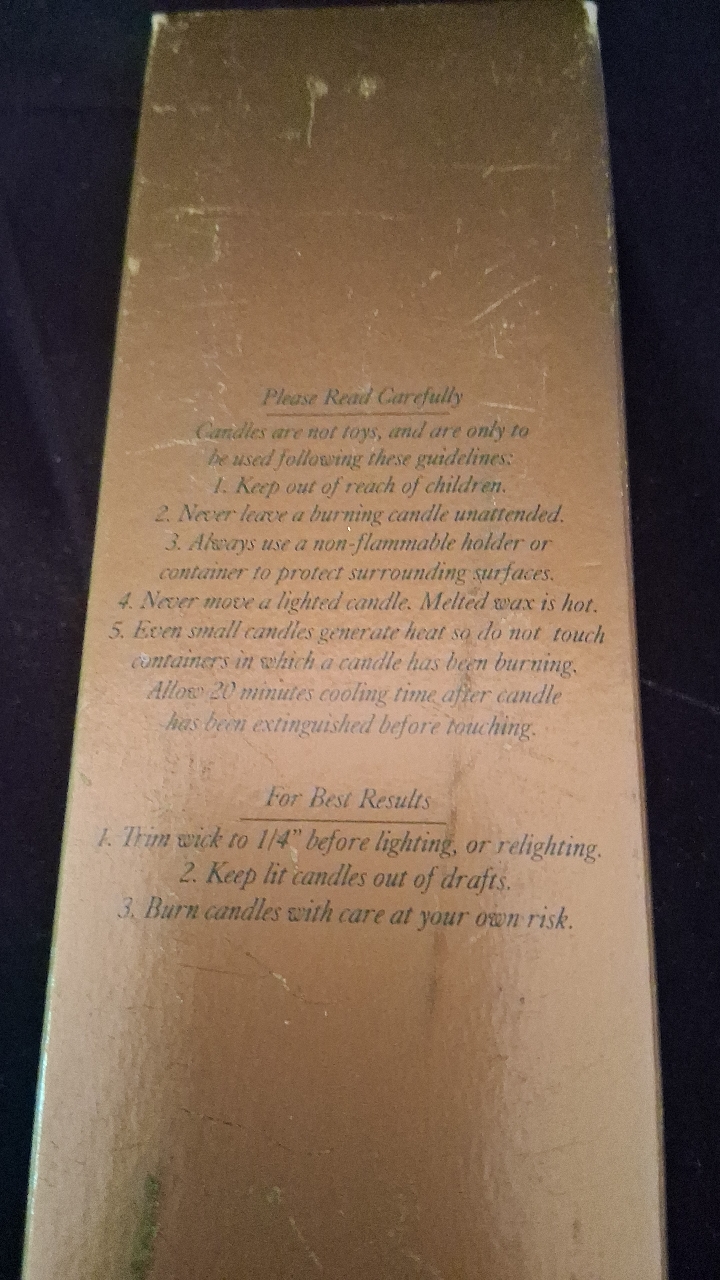 Please Read Carefully
Candles are not toys, and are only to
be used following these guidelines:
1. Keep out of reach of children.
2. Never leave a burning candle unattended.
3. Always use a non-flammable holder or
container to protect surrounding surfaces.
4. Never move a lighted candle. Melted wax is hot.
5. Even small candles generate heat so do not touch
containers in which a candle has been burning.
Allow 20 minutes cooling time after candle
has been extinguished before touching.
For Best Results
1. Trim wick to 1/4” before lighting, or relighting.
2. Keep lit candles out of drafts.
3. Burn candles with care at your own risk.